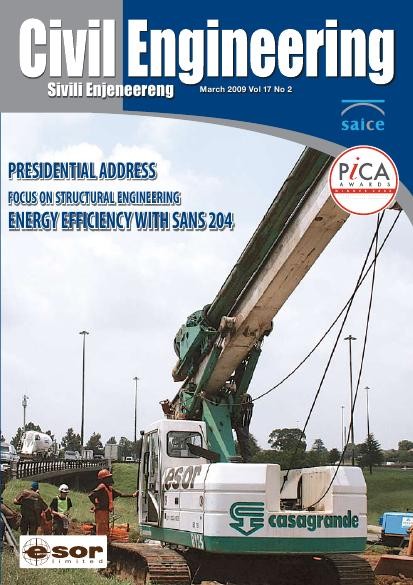 Civil Engineering
Sivili Enjeneereng
March 2009 Vol 17 No 2
saice
PiCA
AWARDS
PRESIDENTIAL ADDRESS
FOCUS ON STRUCTURAL ENGINEERING
ENERGY EFFICIENCY WITH SANS 204
esor
casagrande
esor
limited